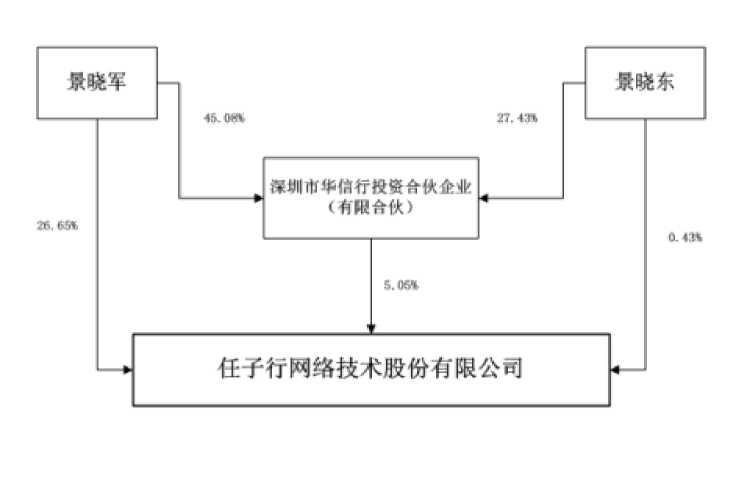 景晓军
景晓东
45.08%
27.43%
深圳市华信行投资合伙企业
（有限合伙）
26.65%
0.43%
5.05%
任子行网络技术股份有限公司